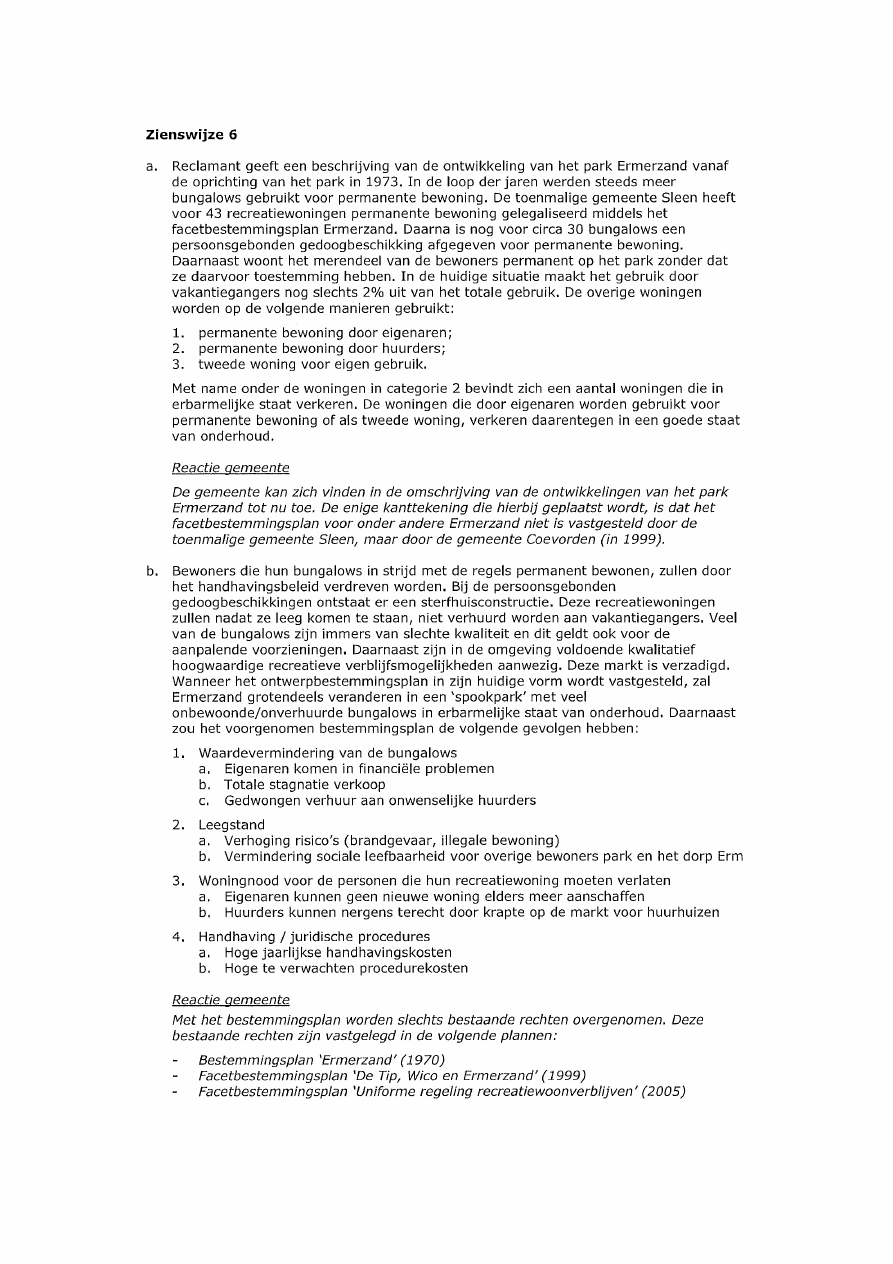 Zienswijze 6
a. Reclamant geeft een beschrijving van de ontwikkeling van het park Ermerzand vanaf
de oprichting van het park in 1973. In de loop der jaren werden steeds meer
bungalows gebruikt voor permanente bewoning. De toenmalige gemeente Sleen heeft
voor 43 recreatiewoningen permanente bewoning gelegaliseerd middels het
facetbestemmingsplan Ermerzand. Daarna is nog voor circa 30 bungalows een
persoonsgebonden gedoogbeschikking afgegeven voor permanente bewoning.
Daarnaast woont het merendeel van de bewoners permanent op het park zonder dat
ze daarvoor toestemming hebben. In de huidige situatie maakt het gebruik door
vakantiegangers nog slechts 2% uit van het totale gebruik. De overige woningen
worden op de volgende manieren gebruikt:
1. permanente bewoning door eigenaren;
2. permanente bewoning door huurders;
3. tweede woning voor eigen gebruik.
Met name onder de woningen in categorie 2 bevindt zich een aantal woningen die in
erbarmelijke staat verkeren. De woningen die door eigenaren worden gebruikt voor
permanente bewoning of als tweede woning, verkeren daarentegen in een goede staat
van onderhoud.
Reactie gemeente
De gemeente kan zich vinden in de omschrijving van de ontwikkelingen van het park
Ermerzand tot nu toe. De enige kanttekening die hierbij geplaatst wordt, is dat het
facetbestemmingsplan voor onder andere Ermerzand niet is vastgesteld door de
toenmalige gemeente Sleen, maar door de gemeente Coevorden (in 1999).
b. Bewoners die hun bungalows in strijd met de regels permanent bewonen, zullen door
het handhavingsbeleid verdreven worden. Bij de persoonsgebonden
gedoogbeschikkingen ontstaat er een sterfhuisconstructie. Deze recreatiewoningen
zullen nadat ze leeg komen te staan, niet verhuurd worden aan vakantiegangers. Veel
van de bungalows zijn immers van slechte kwaliteit en dit geldt ook voor de
aanpalende voorzieningen. Daarnaast zijn in de omgeving voldoende kwalitatief
hoogwaardige recreatieve verblijfsmogelijkheden aanwezig. Deze markt is verzadigd.
Wanneer het ontwerpbestemmingsplan in zijn huidige vorm wordt vastgesteld, zal
Ermerzand grotendeels veranderen in een 'spookpark' met veel
onbewoonde/onverhuurde bungalows in erbarmelijke staat van onderhoud. Daarnaast
zou het voorgenomen bestemmingsplan de volgende gevolgen hebben:
1. Waardevermindering van de bungalows
a. Eigenaren komen in financiële problemen
b. Totale stagnatie verkoop
c. Gedwongen verhuur aan onwenselijke huurders
2. Leegstand
a. Verhoging risico's (brandgevaar, illegale bewoning)
b. Vermindering sociale leefbaarheid voor overige bewoners park en het dorp Erm
3. Woningnood voor de personen die hun recreatiewoning moeten verlaten
a. Eigenaren kunnen geen nieuwe woning elders meer aanschaffen
b. Huurders kunnen nergens terecht door krapte op de markt voor huurhuizen
4. Handhaving / juridische procedures
a. Hoge jaarlijkse handhavingskosten
b. Hoge te verwachten procedurekosten
Reactie gemeente
Met het bestemmingsplan worden slechts bestaande rechten overgenomen. Deze
bestaande rechten zijn vastgelegd in de volgende plannen:
- Bestemmingsplan 'Ermerzand' (1970)
- Facetbestemmingsplan 'De Tip, Wico en Ermerzand' (1999)
- Facetbestemmingsplan 'Uniforme regeling recreatiewoonverblijven' (2005)